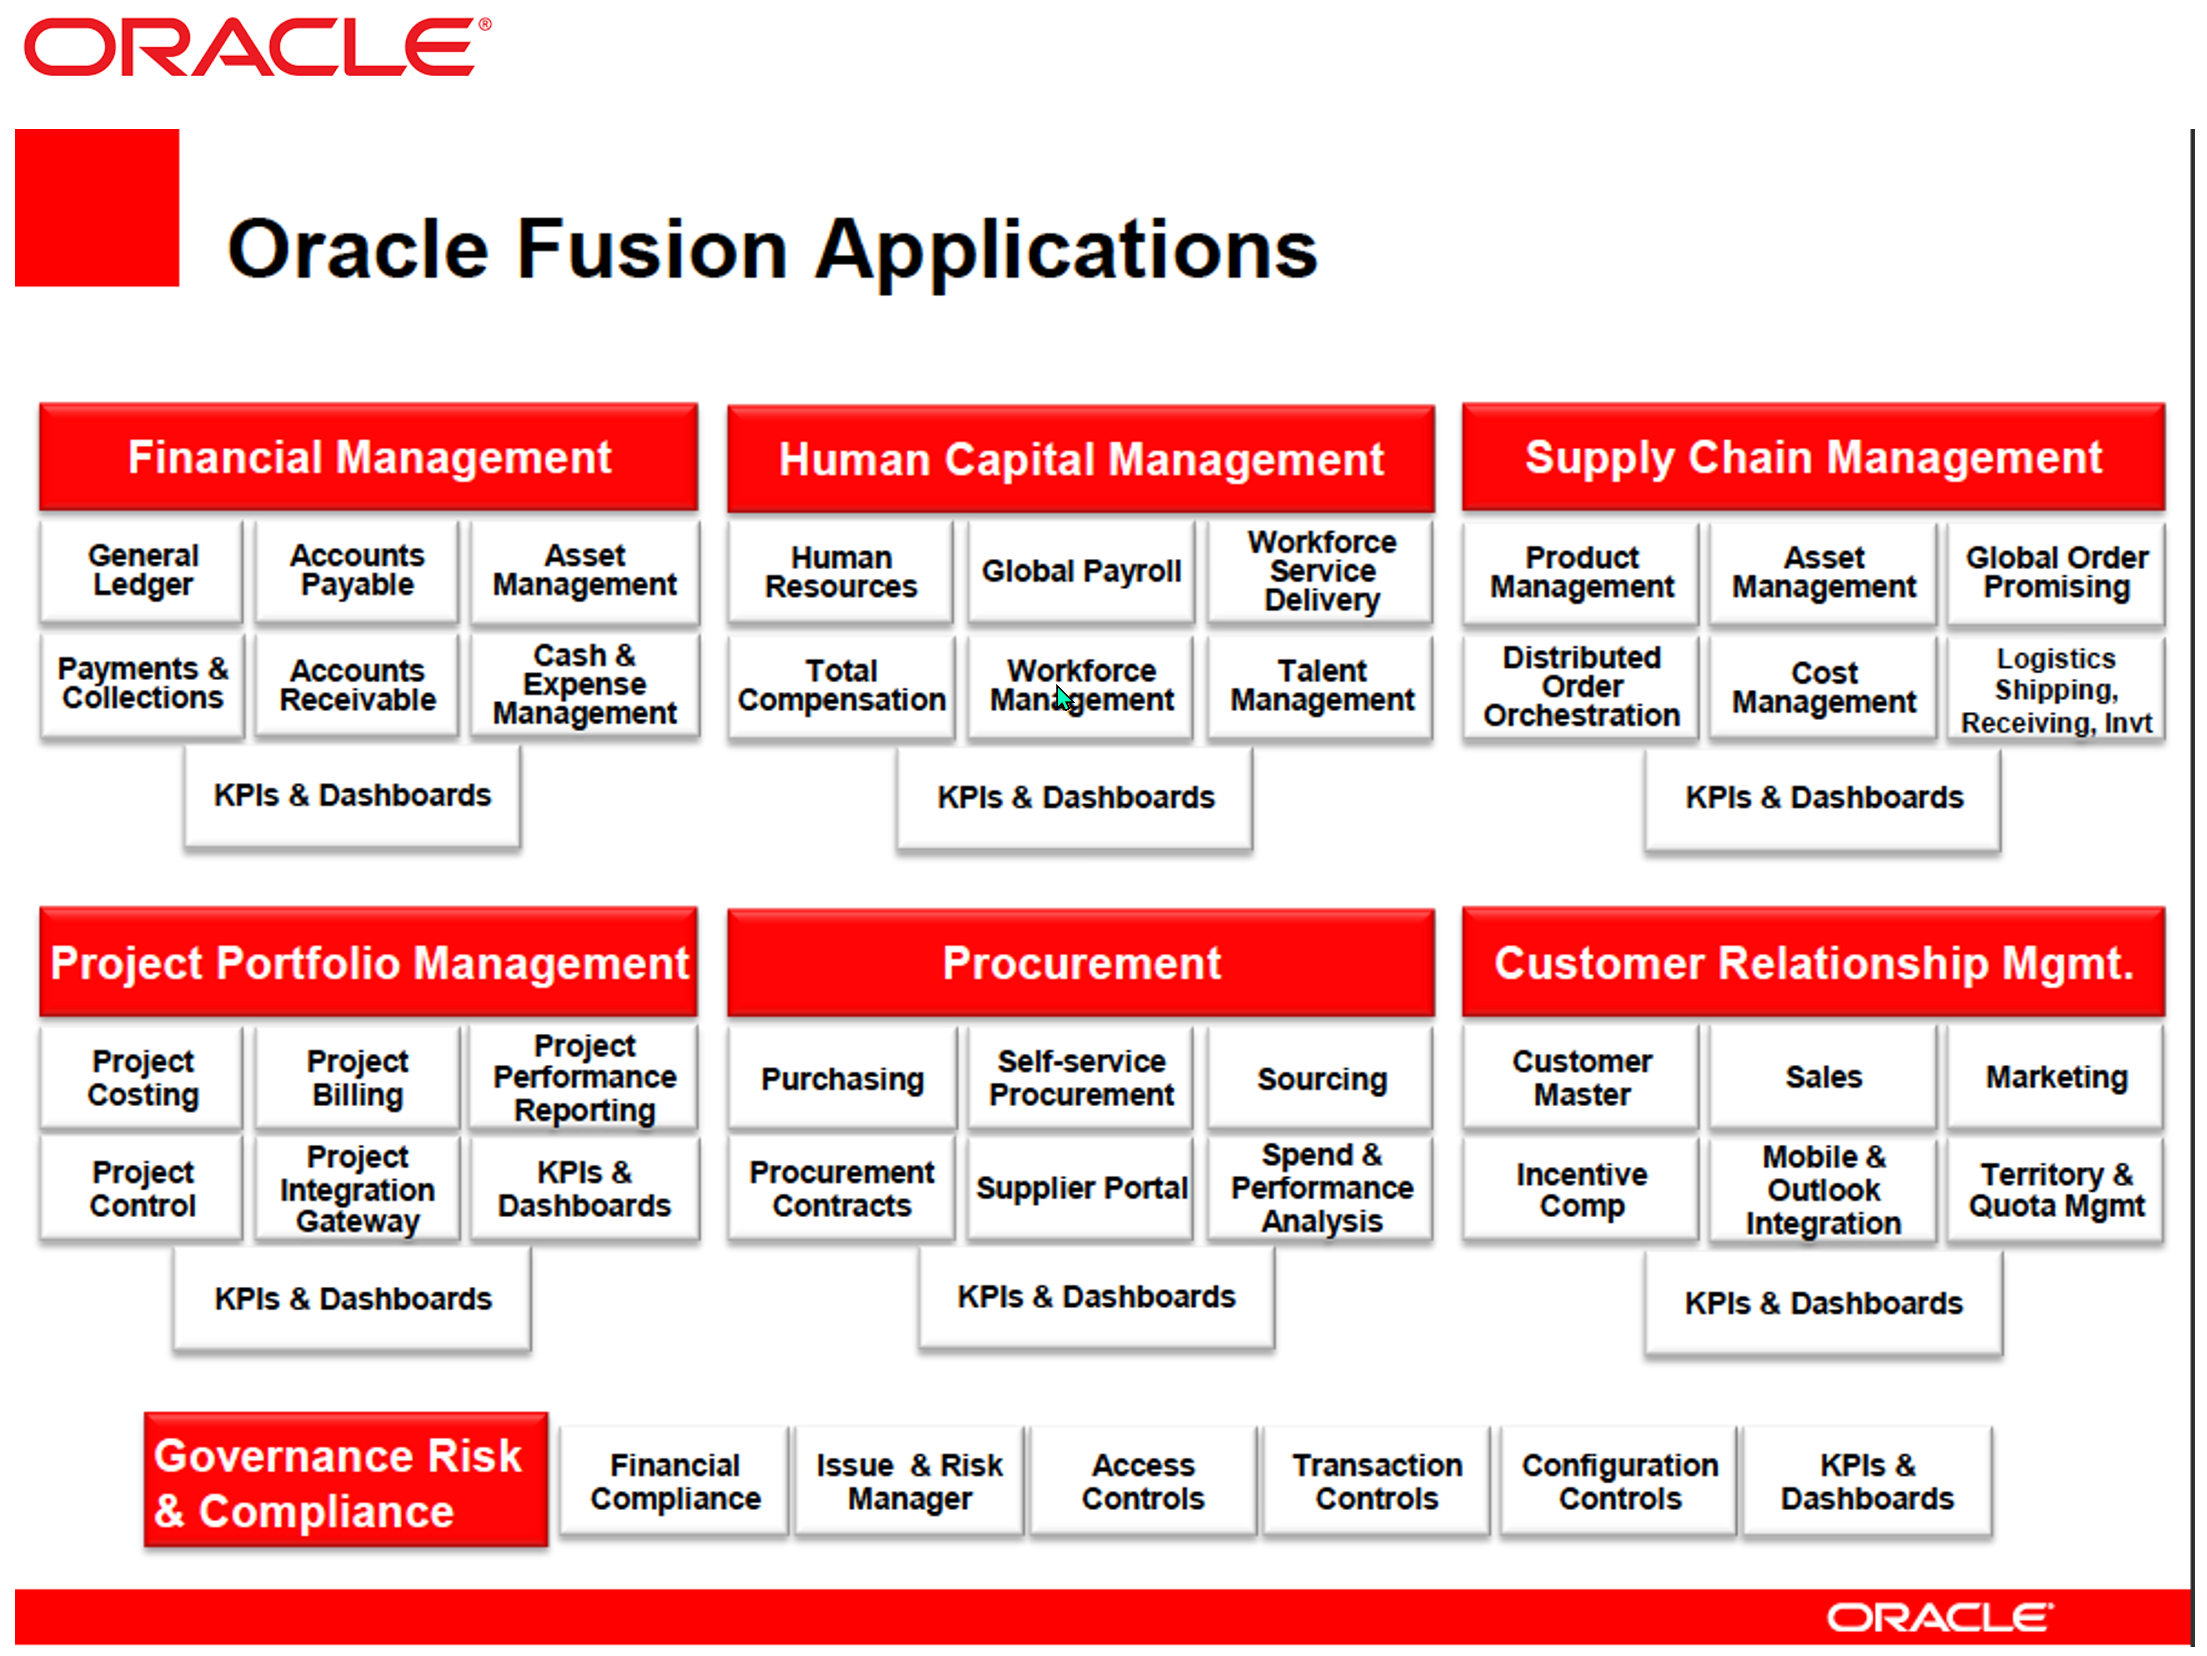 ORACLE®
Oracle Fusion Applications
Financial Management
General
Ledger
Accounts
Payable
Asset
Management
Payments &
Collections
Accounts
Receivable
Cash &
Expense
Management
KPIs & Dashboards
Human Capital Management
Human
Resources
Global Payroll
Workforce
Service
Delivery
Total
Compensation
Workforce
Management
Talent
Management
KPIs & Dashboards
Supply Chain Management
Product
Management
Asset
Management
Global Order
Promising
Distributed
Order
Orchestration
Cost
Management
Logistics
Shipping,
Receiving, Invt
KPIs & Dashboards
Project Portfolio Management
Project
Costing
Project
Billing
Project
Performance
Reporting
Project
Control
Project
Integration
Gateway
KPIs &
Dashboards
KPIs & Dashboards
Procurement
Purchasing
Self-service
Procurement
Sourcing
Procurement
Contracts
Supplier Portal
Spend &
Performance
Analysis
KPIs & Dashboards
Customer Relationship Mgmt.
Customer
Master
Sales
Marketing
Incentive
Comp
Mobile &
Outlook
Integration
Territory &
Quota Mgmt
KPIs & Dashboards
Governance Risk
& Compliance
Financial
Compliance
Issue & Risk
Manager
Access
Controls
Transaction
Controls
Configuration
Controls
KPIs &
Dashboards
ORACLE